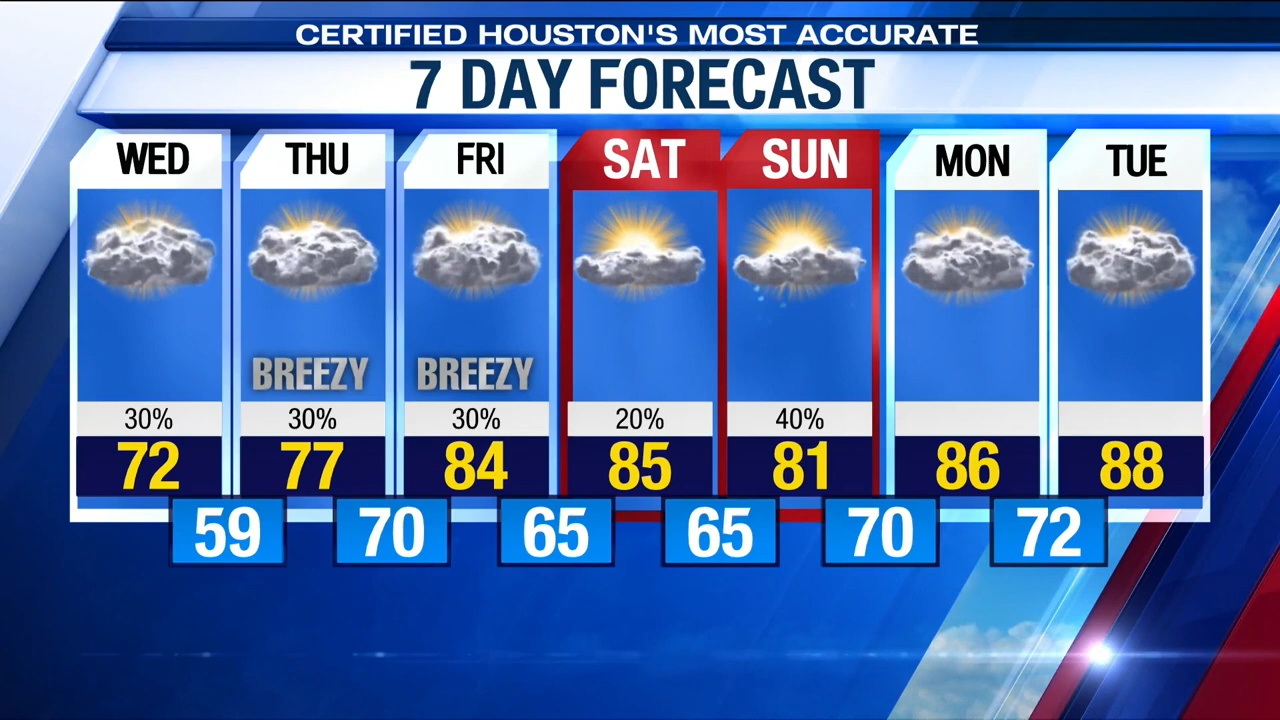 CERTIFIED HOUSTON'S MOST ACCURATE
7 DAY FORECAST
WED THU FRI SAT SUN MON TUE
BREEZY BREEZY
30% 30% 30% 20% 40%
72 77 84 85 81 86 88
59 70 65 65 70 72